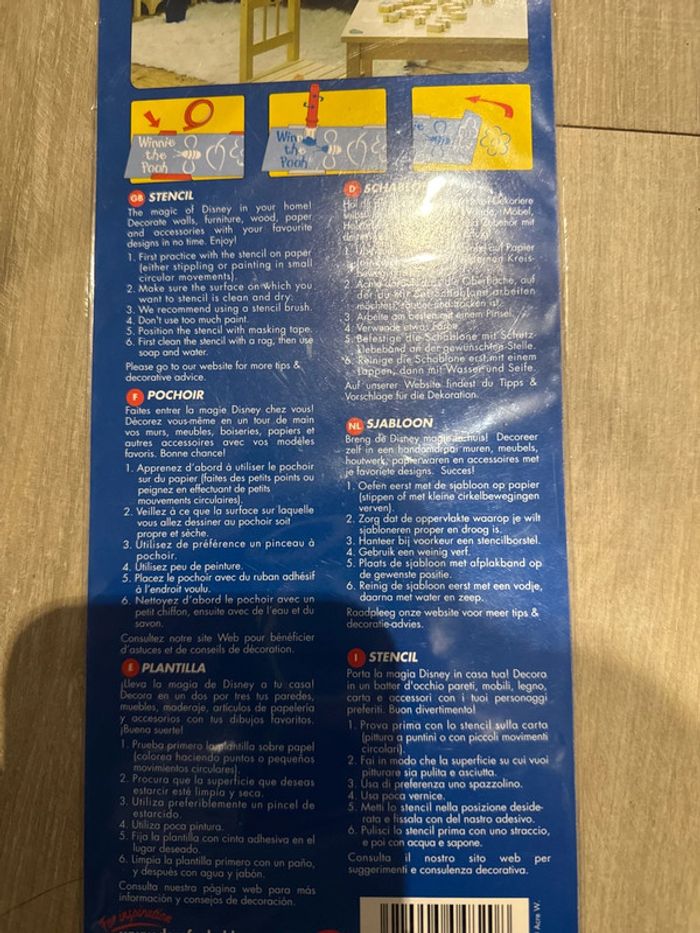 Winnie
the
Pooh
Winn
the
Pooh
GB STENCIL
The magic of Disney in your home!
Decorate walls, furniture, wood, paper
and accessories with your favourite
designs in no time. Enjoy!
1. First practice with the stencil on paper
(either stippling or painting in small
circular movements).
2. Make sure the surface on which you
want to stencil is clean and dry.
3. We recommend using a stencil brush.
4. Don't use too much paint.
5. Position the stencil with masking tape.
6. First clean the stencil with a rag, then use
soap and water.
Please go to our website for more tips &
decorative advice.
F POCHOIR
Faites entrer la magie Disney chez vous!
Décorez vous-même en un tour de main
vos murs, meubles, boiseries, papiers et
autres accessoires avec vos modèles
favoris. Bonne chance!
1. Apprenez d'abord à utiliser le pochoir
sur du papier (faites des petits points ou
peignez en effectuant de petits
mouvements circulaires).
2. Veillez à ce que la surface sur laquelle
vous allez dessiner au pochoir soit
propre et sèche.
3. Utilisez de préférence un pinceau à
pochoir.
4. Utilisez peu de peinture.
5. Placez le pochoir avec du ruban adhésif
à l'endroit voulu.
6. Nettoyez d'abord le pochoir avec un
petit chiffon, ensuite avec de l'eau et du
savon.
Consultez notre site Web pour bénéficier
d'astuces et de conseils de décoration.
E PLANTILLA
¡Lleva la magia de Disney a tu casa!
Decora en un dos por tres tus paredes,
muebles, maderaje, artículos de papelería
y accesorios con tus dibujos favoritos.
¡Buena suerte!
1. Prueba primero la plantilla sobre papel
(colorea haciendo puntos o pequeños
movimientos circulares).
2. Procura que la superficie que deseas
estarcir esté limpia y seca.
3. Utiliza preferiblemente un pincel de
estarcido.
4. Utiliza poca pintura.
5. Fija la plantilla con cinta adhesiva en el
lugar deseado.
6. Limpia la plantilla primero con un paño,
y después con agua y jabón.
Consulta nuestra página web para más
información y consejos de decoración.
For inspiration
D SCHABLO
Dekoriere
Möbel,
mit
auf Papier
Kreis-
2. die Oberfläche, auf
der du mit der Schablone arbeiten
ist.
3. Arbeite am besten mit einem Pinsel.
4. Verwende etwas Farbe.
5. Befestige die Schablone mit Schutz-
klebeband an der gewünschten Stelle.
6. Reinige die Schablone erst mit einem
Lappen, dann mit Wasser und Seife.
Auf unserer Website findest du Tipps &
Vorschläge für die Dekoration.
NL SJABLOON
Breng de Disney magie in huis! Decoreer
zelf in een handomdraai muren, meubels,
houtwerk, papierwaren en accessoires met
je favoriete designs. Succes!
1. Oefen eerst met de sjabloon op papier
(stippen of met kleine cirkelbewegingen
verven).
2. Zorg dat de oppervlakte waarop je wilt
sjabloneren proper en droog is.
3. Hanteer bij voorkeur een stencilborstel.
4. Gebruik een weinig verf.
5. Plaats de sjabloon met afplakband op
de gewenste positie.
6. Reinig de sjabloon eerst met een vodje,
daarna met water en zeep.
Raadpleeg onze website voor meer tips &
decoratie-advies.
I STENCIL
Porta la magia Disney in casa tua! Decora
in un batter d'occhio pareti, mobili, legno,
carta e accessori con i tuoi personaggi
preferiti. Buon divertimento!
1. Prova prima con lo stencil sulla carta
(pittura a puntini o con piccoli movimenti
circolari).
2. Fai in modo che la superficie su cui vuoi
pitturare sia pulita e asciutta.
3. Usa di preferenza uno spazzolino.
4. Usa poca vernice.
5. Metti lo stencil nella posizione deside-
rata e fissala con del nastro adesivo.
6. Pulisci lo stencil prima con uno straccio,
e poi con acqua e sapone.
Consulta il nostro sito web per
suggerimenti e consulenza decorativa.
Acre W.